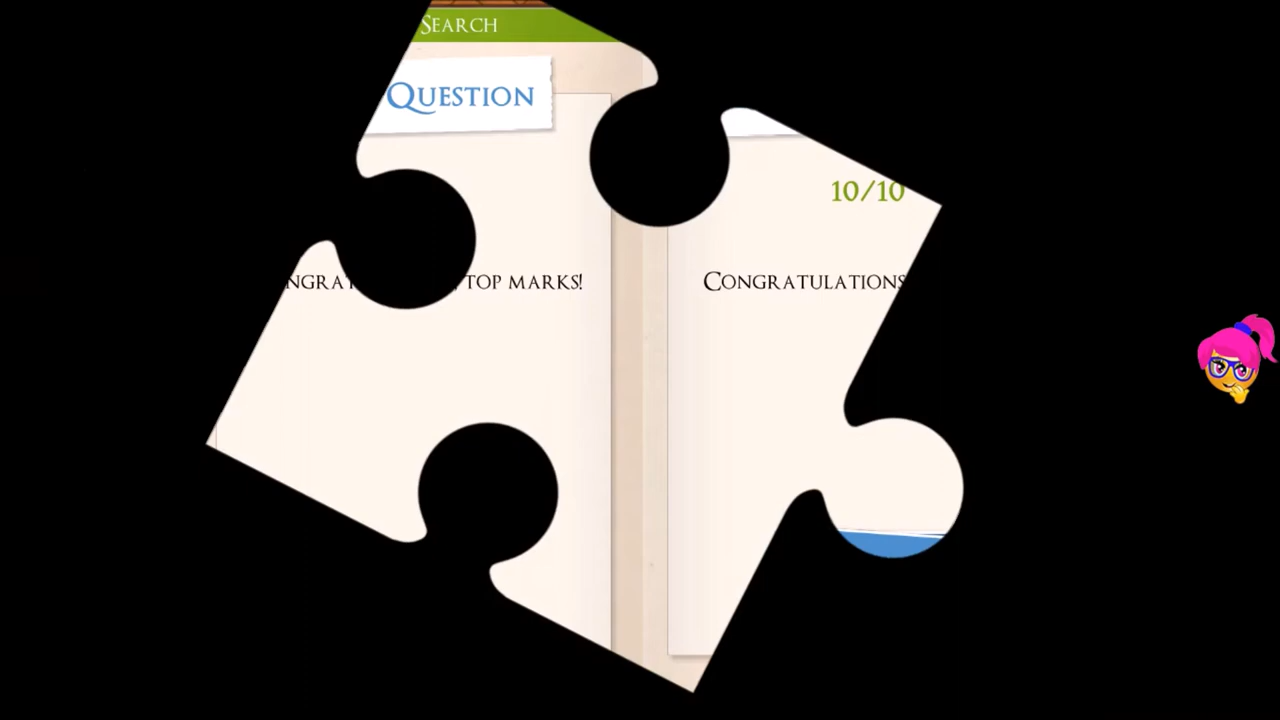 SEARCH
QUESTION
10/10
TOP MARKS!
CONGRATULATIONS